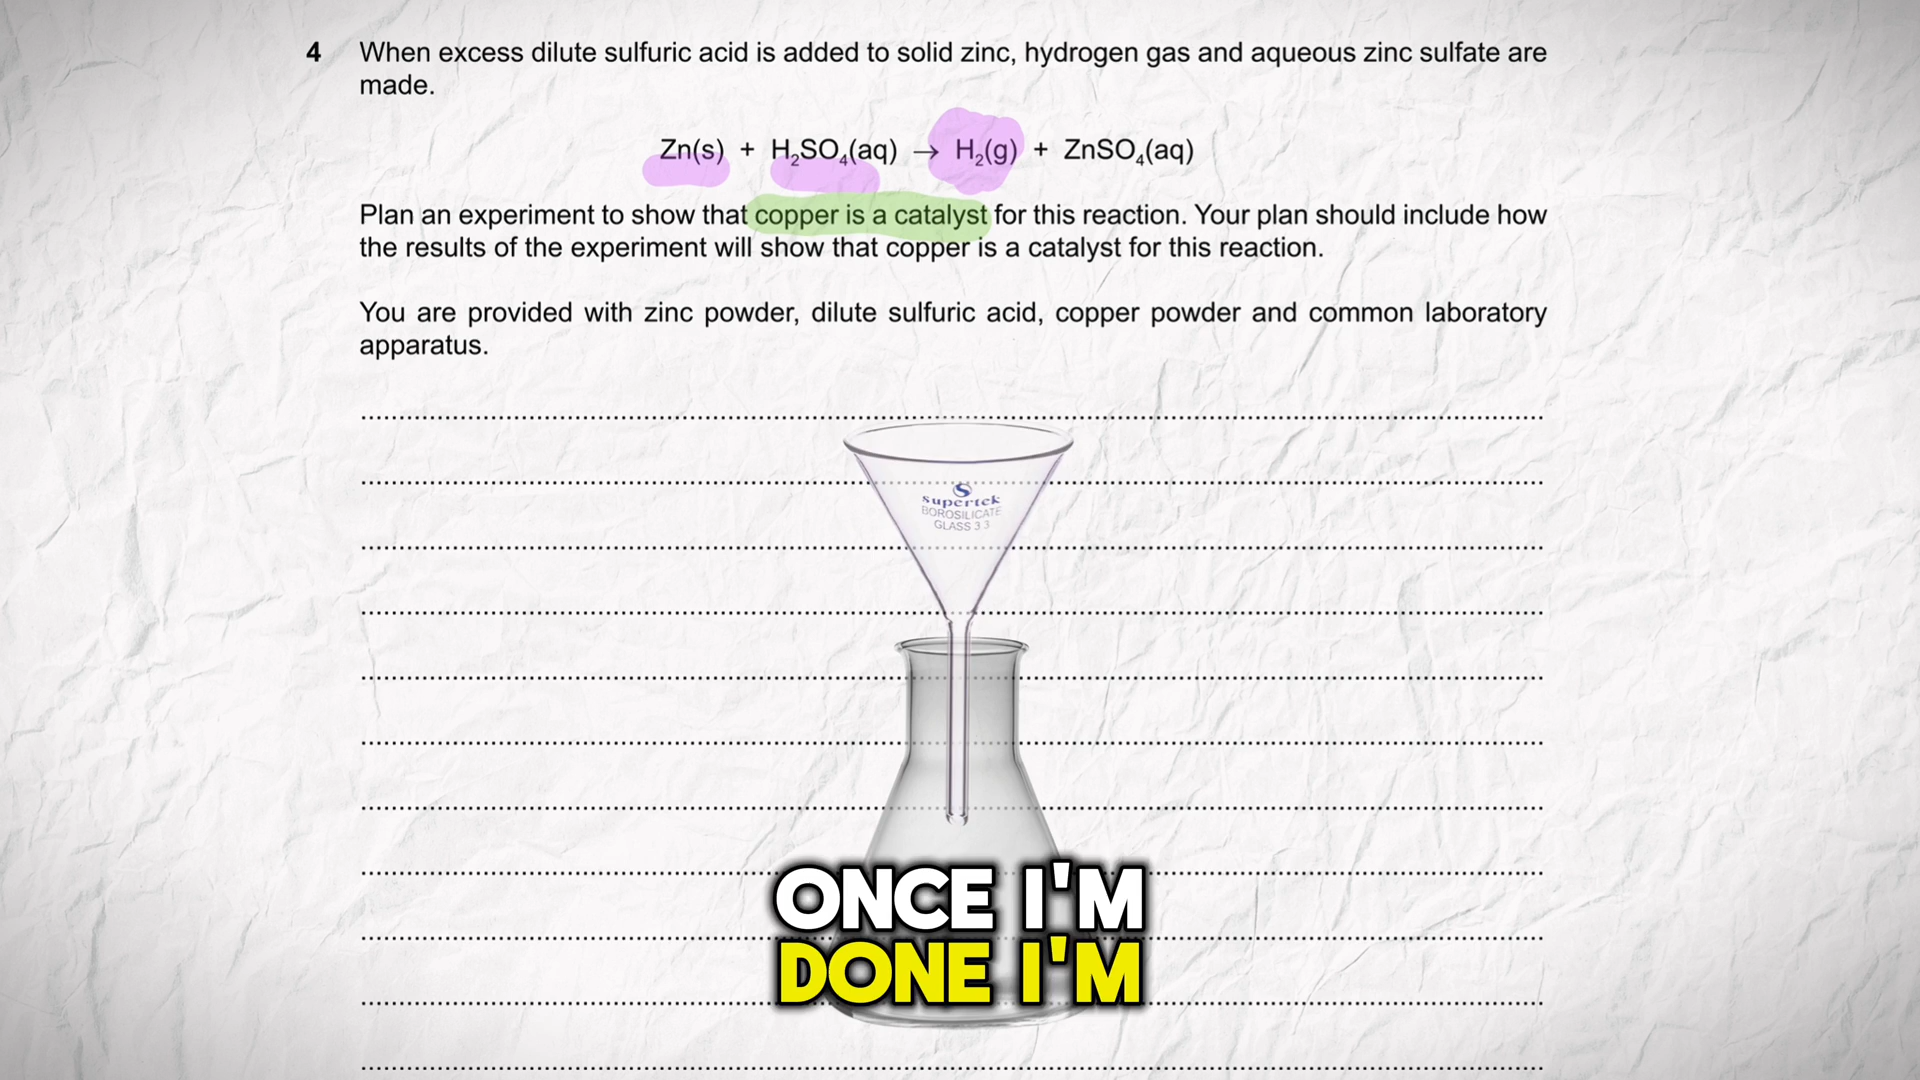 4 When excess dilute sulfuric acid is added to solid zinc, hydrogen gas and aqueous zinc sulfate are
made.
Zn(s) + H₂SO₄(aq) → H₂(g) + ZnSO₄(aq)
Plan an experiment to show that copper is a catalyst for this reaction. Your plan should include how
the results of the experiment will show that copper is a catalyst for this reaction.
You are provided with zinc powder, dilute sulfuric acid, copper powder and common laboratory
apparatus.
supertek
BOROSILICATE
GLASS 3 3
ONCE I'M
DONE I'M